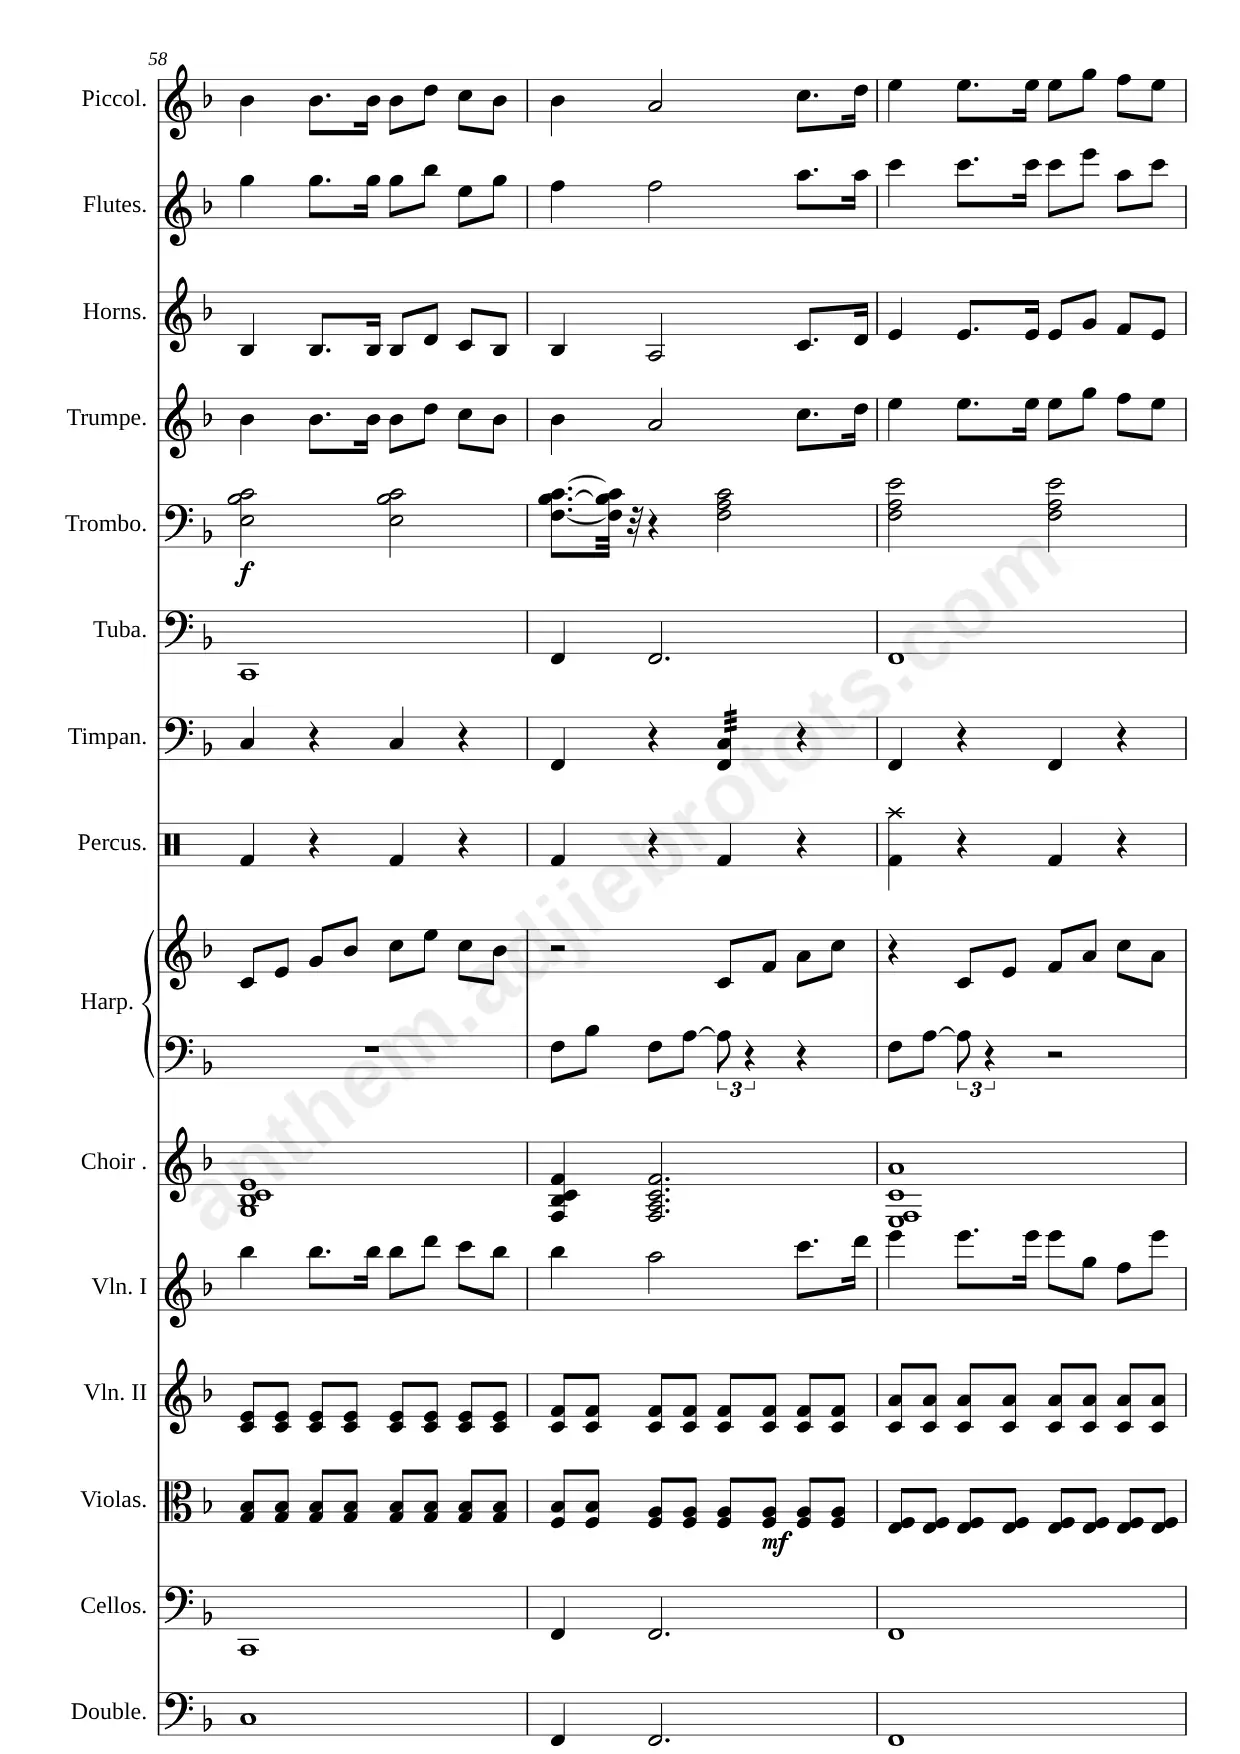 58
Piccol.
Flutes.
Horns.
Trumpe.
Trombo.
f
Tuba.
Timpan.
Percus.
Harp.
3 3
Choir .
Vln. I
Vln. II
Violas.
mf
Cellos.
Double.
anthem.adjiebrotots.com